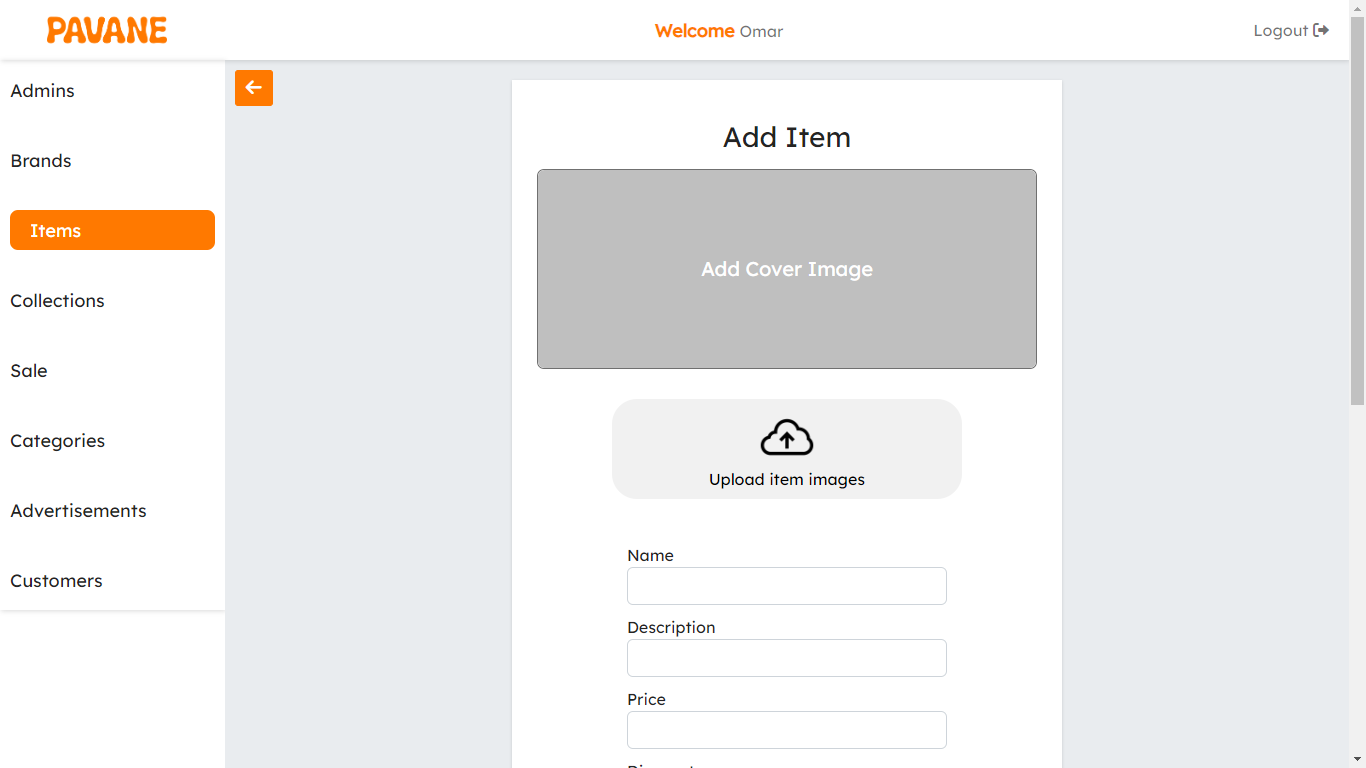 PAVANE
Welcome Omar
Logout
Admins
Brands
Items
Collections
Sale
Categories
Advertisements
Customers
Add Item
Add Cover Image
Upload item images
Name
Description
Price